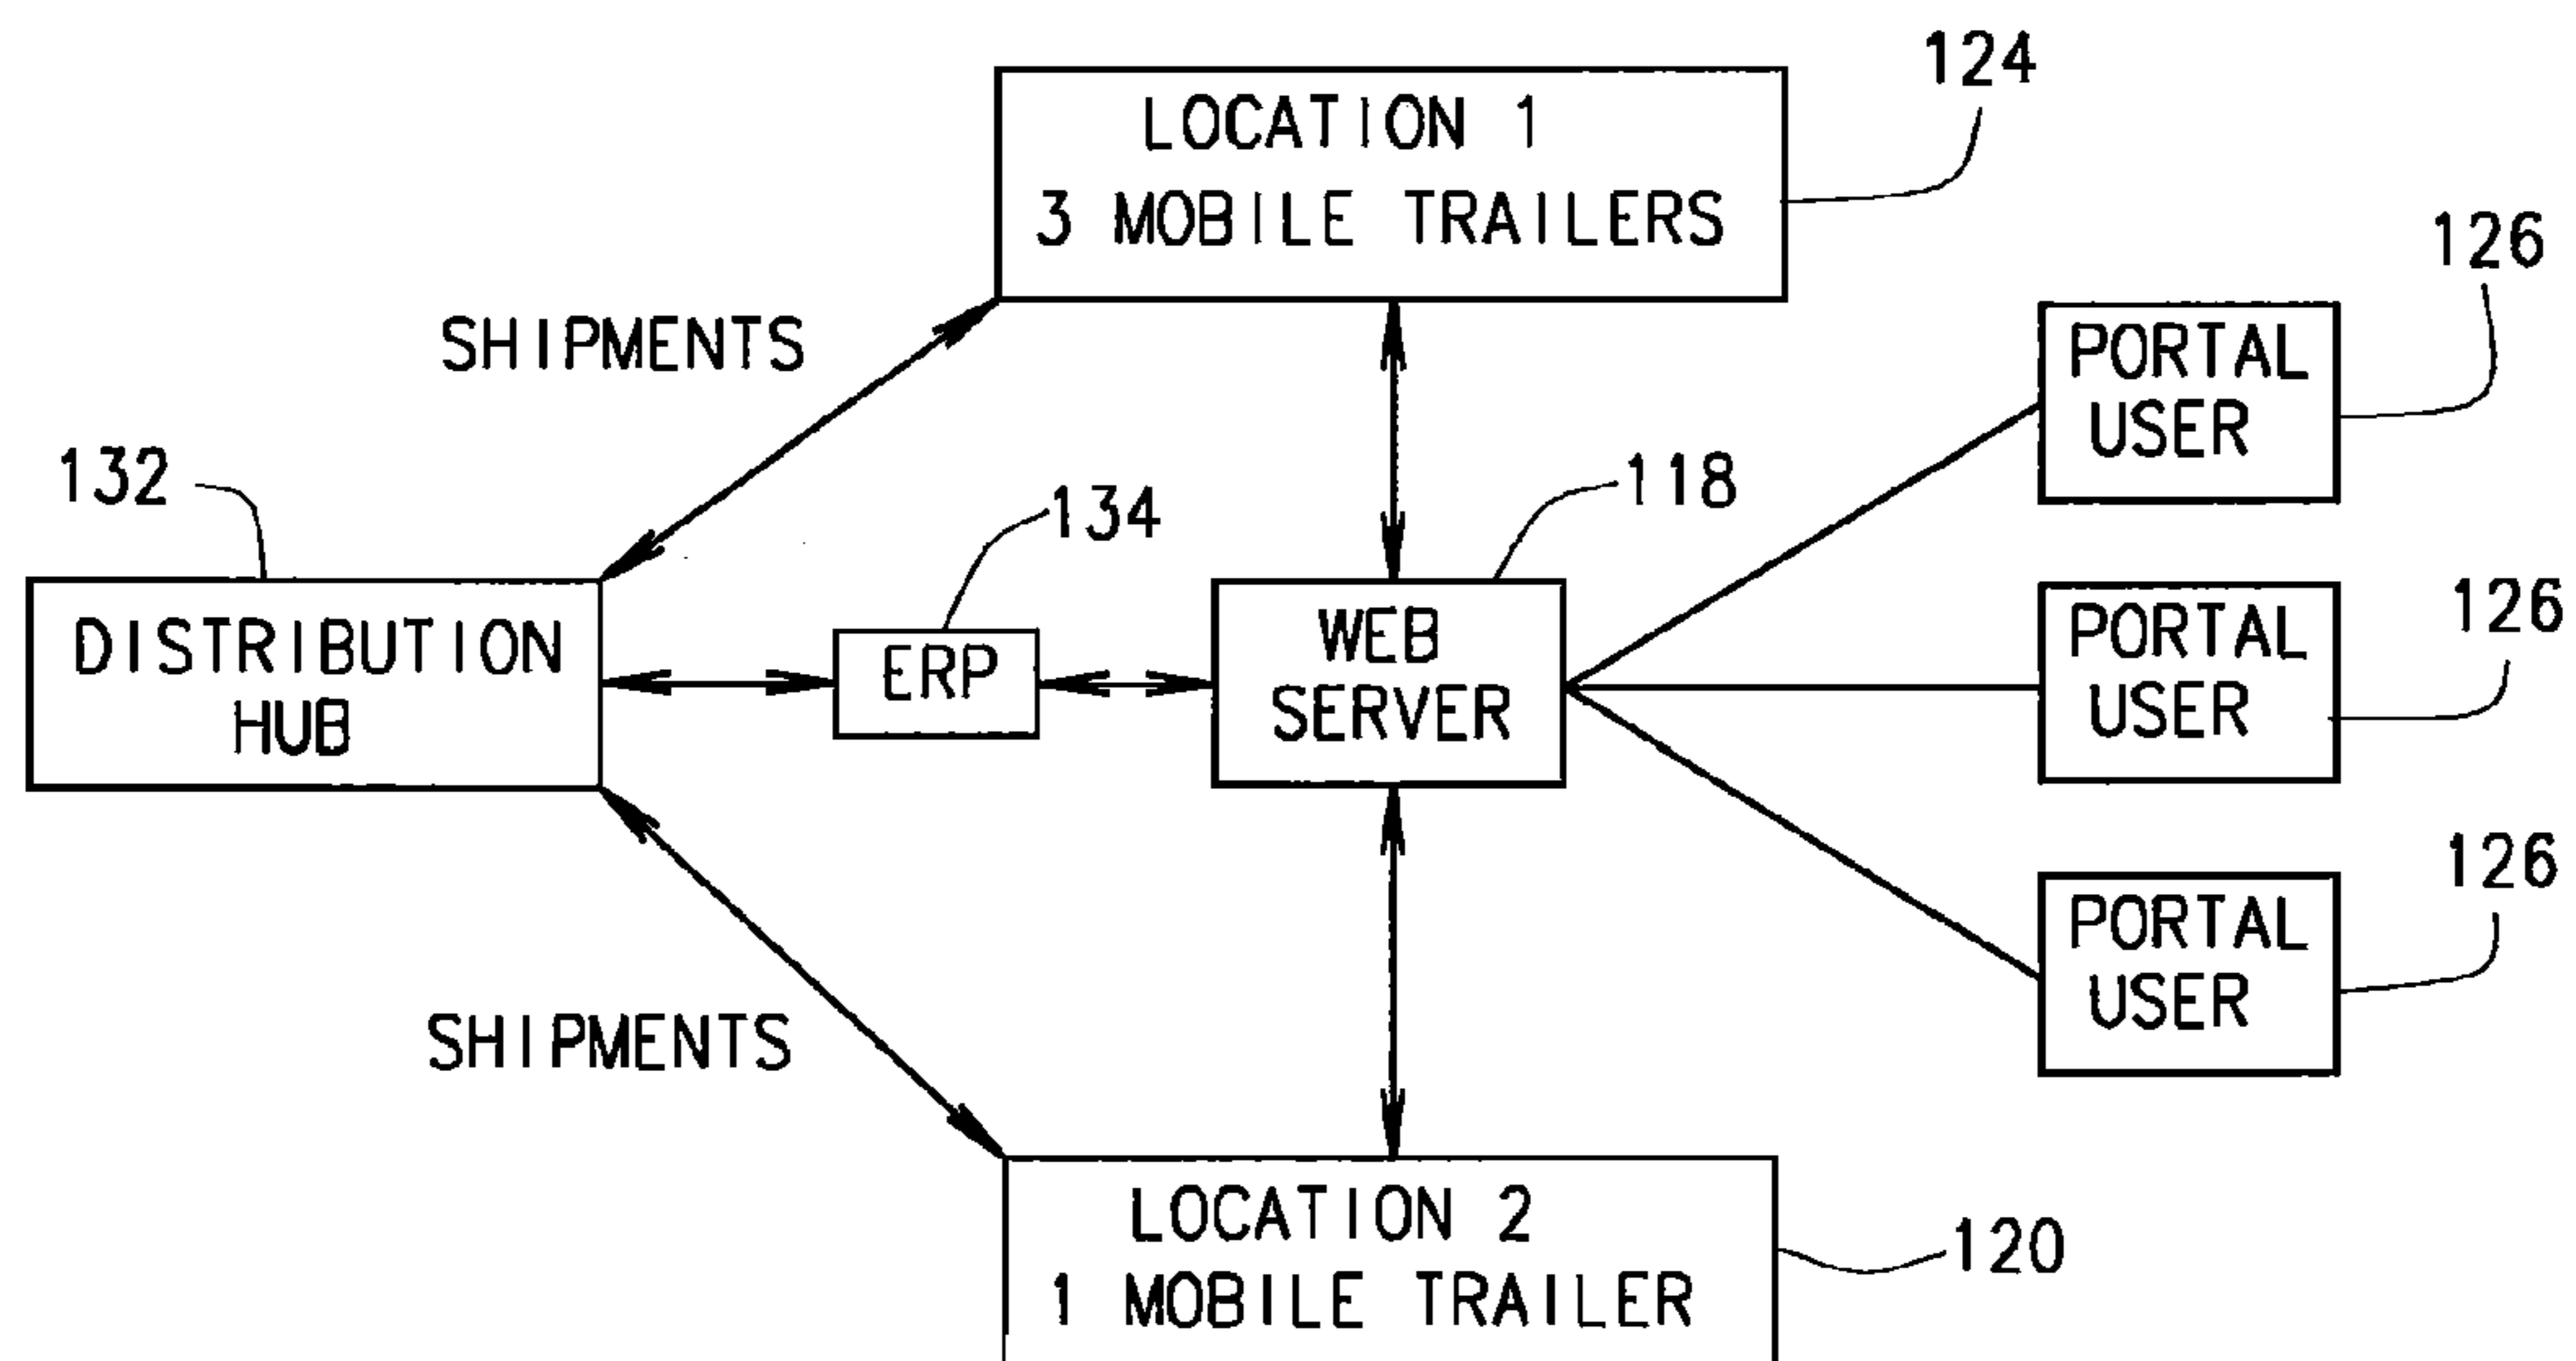 124
LOCATION 1
3 MOBILE TRAILERS
126
PORTAL
USER
SHIPMENTS
132
134
118
126
DISTRIBUTION
HUB
ERP
WEB
SERVER
PORTAL
USER
126
PORTAL
USER
SHIPMENTS
LOCATION 2
1 MOBILE TRAILER
120